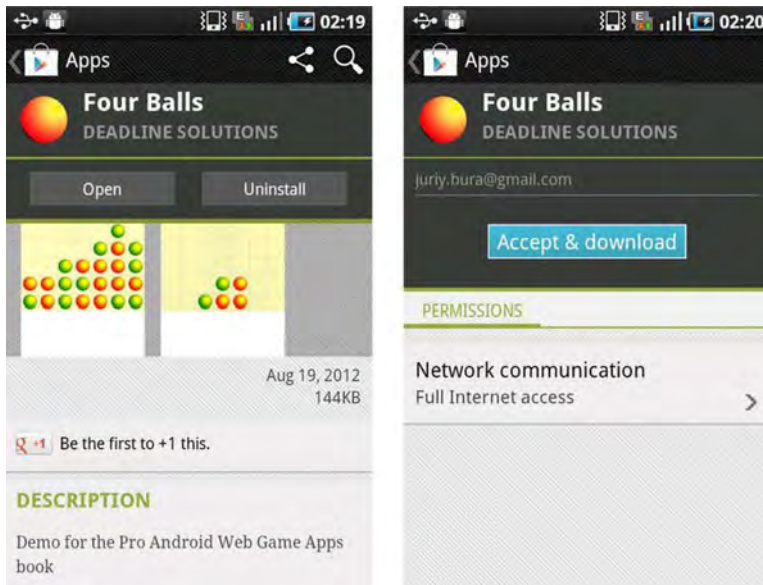 02:19
Apps
Four Balls
DEADLINE SOLUTIONS
Open
Uninstall
Aug 19, 2012
144KB
+1 Be the first to +1 this.
DESCRIPTION
Demo for the Pro Android Web Game Apps
book
02:20
Apps
Four Balls
DEADLINE SOLUTIONS
juriy.bura@gmail.com
Accept & download
PERMISSIONS
Network communication
Full Internet access